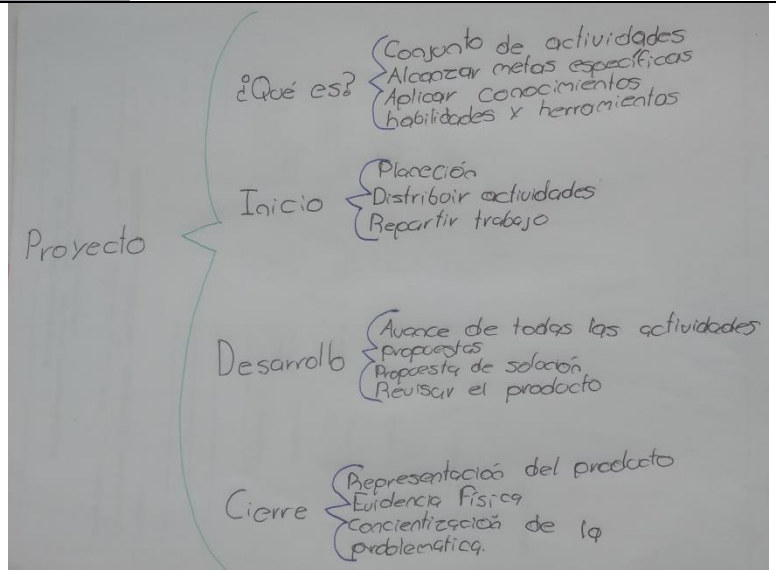 Proyecto
¿Qué es?
Conjunto de actividades
Alcanzar metas específicas
Aplicar conocimientos
habilidades y herramientas
Inicio
Planeción
Distribuir actividades
Repartir trabajo
Desarrollo
Avance de todas las actividades
propuestas
Propuesta de solución
Revisar el producto
Cierre
Representación del producto
Evidencia Física
Concientización de la
problematica.